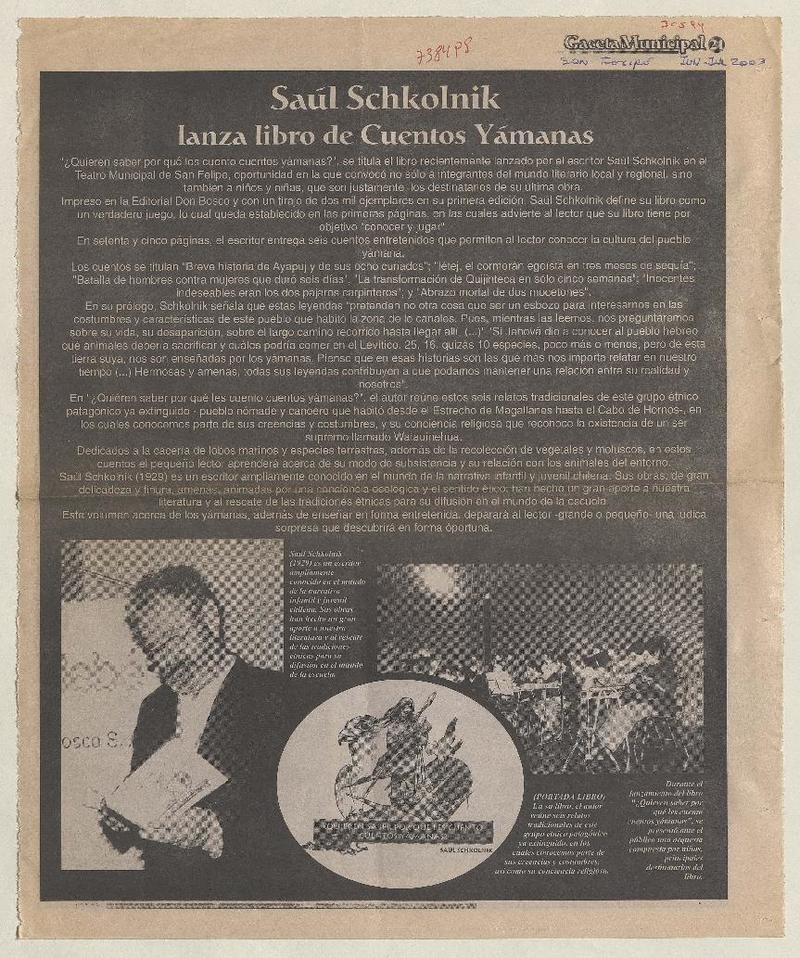 70594
7384P8
Gaceta Municipal 21
San Felipe JUN-JUL 2003
Saúl Schkolnik
lanza libro de Cuentos Yámanas
"¿Quieren saber por qué les cuento cuentos yámanas?", se titula el libro recientemente lanzado por el escritor Saúl Schkolnik en el
Teatro Municipal de San Felipe, oportunidad en la que convocó no sólo a integrantes del mundo literario local y regional, sino
también a niños y niñas, que son justamente, los destinatarios de su última obra.
Impreso en la Editorial Don Bosco y con un tiraje de dos mil ejemplares en su primera edición, Saúl Schkolnik define su libro como
un verdadero juego, lo cual queda establecido en las primeras páginas, en las cuales advierte al lector que su libro tiene por
objetivo "conocer y jugar".
En setenta y cinco páginas, el escritor entrega seis cuentos entretenidos que permiten al lector conocer la cultura del pueblo
yámana.
Los cuentos se titulan "Breve historia de Ayapuj y de sus ocho cuñados"; "Tétej, el cormorán egoísta en tres meses de sequía";
"Batalla de hombres contra mujeres que duró seis días"; "La transformación de Quijinteca en sólo cinco semanas"; "Inocentes
indeseables eran los dos pájaros carpinteros"; y "Abrazo mortal de dos mocetones".
En su prólogo, Schkolnik señala que estas leyendas "pretenden no otra cosa que ser un esbozo para interesarnos en las
costumbres y características de este pueblo que habitó la zona de lo canales. Pues, mientras las leemos, nos preguntaremos
sobre su vida, su desaparición, sobre el largo camino recorrido hasta llegar allí. (...)" "Si Jahová dio a conocer al pueblo hebreo
qué animales debería sacrificar y cuáles podría comer en el Levítico, 25, 16, quizás 10 especies, poco más o menos, pero de esta
tierra suya, nos son enseñadas por los yámanas. Pienso que en esas historias son las que más nos importa relatar en nuestro
tiempo (...) Hermosas y amenas, todas sus leyendas contribuyen a que podamos mantener una relación entre su realidad y
nosotros".
En "¿Quieren saber por qué les cuento cuentos yámanas?", el autor reúne estos seis relatos tradicionales de este grupo étnico
patagónico ya extinguido - pueblo nómade y canoero que habitó desde el Estrecho de Magallanes hasta el Cabo de Hornos-, en
los cuales conocemos parte de sus creencias y costumbres, y su conciencia religiosa que reconoce la existencia de un ser
supremo llamado Watauinehua.
Dedicados a la cacería de lobos marinos y especies terrestras, además de la recolección de vegetales y moluscos, en estos
cuentos el pequeño lector aprenderá acerca de su modo de subsistencia y su relación con los animales del entorno.
Saúl Schkolnik (1929) es un escritor ampliamente conocido en el mundo de la narrativa infantil y juvenil chilena. Sus obras, de gran
delicadeza y finura, amenas, animadas por una conciencia ecológica y el sentido ético, han hecho un gran aporte a nuestra
literatura y al rescate de las tradiciones étnicas para su difusión en el mundo de la escuela.
Este volumen acerca de los yámanas, además de enseñar en forma entretenida, deparará al lector -grande o pequeño- una lúdica
sorpresa que descubrirá en forma oportuna.
Saúl Schkolnik
(1929) es un escritor
ampliamente
conocido en el mundo
de la narrativa
infantil y juvenil
chilena. Sus obras
han hecho un gran
aporte a nuestra
literatura y al rescate
de las tradiciones
étnicas para su
difusión en el mundo
de la escuela.
osco S.
¿QUIEREN SABER POR QUÉ LES CUENTO
CUENTOS YÁMANAS?
SAÚL SCHKOLNIK
(PORTADA LIBRO)
La su libro, el autor
reúne seis relatos
tradicionales de este
grupo étnico patagónico
ya extinguido, en los
cuales conocemos parte de
sus creencias y costumbres,
así como su conciencia religiosa.
Durante el
lanzamiento del libro
"¿Quieren saber por
qué les cuento
cuentos yámanas", se
presentó ante el
público una orquesta
compuesta por niños,
principales
destinatarios del
libro.